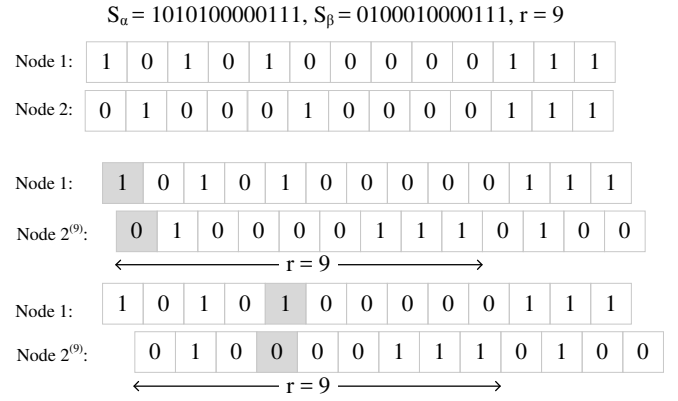 S<sub>α</sub> = 1010100000111, S<sub>β</sub> = 0100010000111, r = 9
Node 1: 1 0 1 0 1 0 0 0 0 0 1 1 1
Node 2: 0 1 0 0 0 1 0 0 0 0 1 1 1
Node 1: 1 0 1 0 1 0 0 0 0 0 1 1 1
Node 2⁽⁹⁾: 0 1 0 0 0 0 1 1 1 0 1 0 0
r = 9
Node 1: 1 0 1 0 1 0 0 0 0 0 1 1 1
Node 2⁽⁹⁾: 0 1 0 0 0 0 1 1 1 0 1 0 0
r = 9